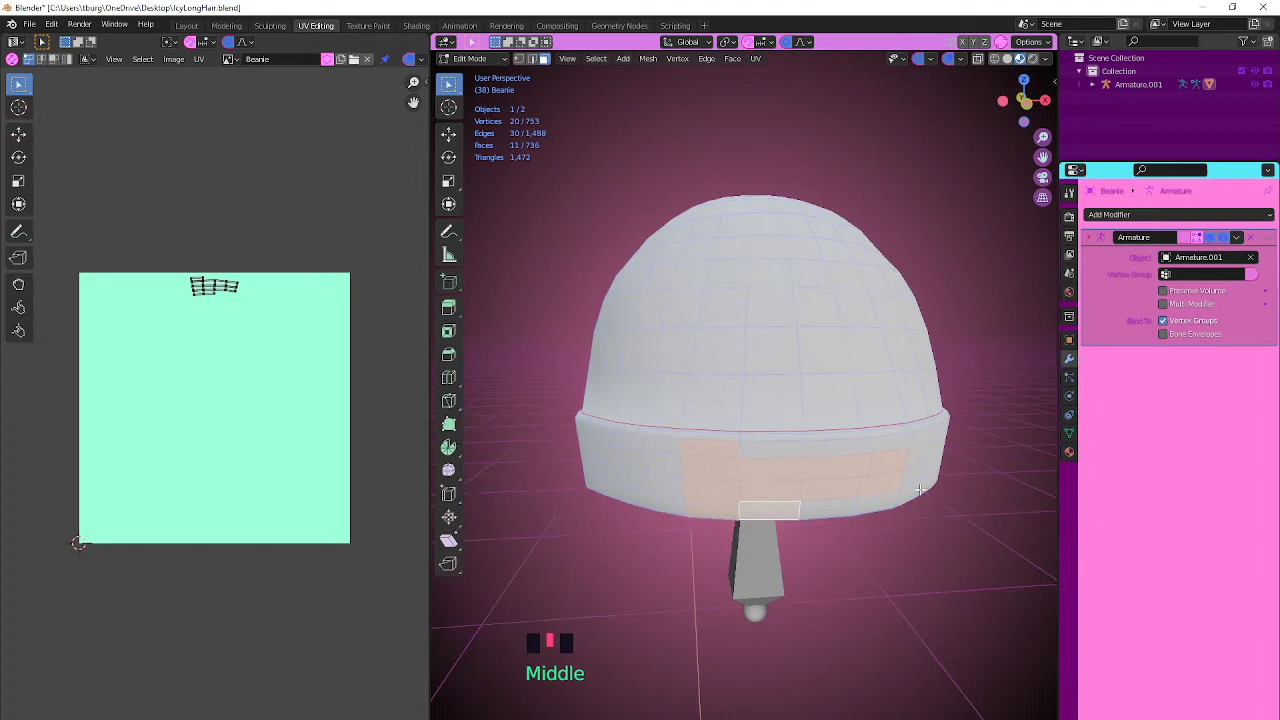 Blender* [C:\Users\tburg\OneDrive\Desktop\IcyLongHair.blend]
File Edit Render Window Help Layout Modeling Sculpting UV Editing Texture Paint Shading Animation Rendering Compositing Geometry Nodes Scripting + Scene View Layer
Global X Y Z Options
View Select Image UV Beanie Edit Mode View Select Add Mesh Vertex Edge Face UV
Scene Collection
Collection
Armature.001
User Perspective
(38) Beanie
Objects 1 / 2
Vertices 20 / 753
Edges 30 / 1,488
Faces 11 / 736
Triangles 1,472
Z
X
Beanie Armature
Add Modifier
Armature
Object Armature.001
Vertex Group
Preserve Volume
Multi Modifier
Bind To Vertex Groups
Bone Envelopes
Middle